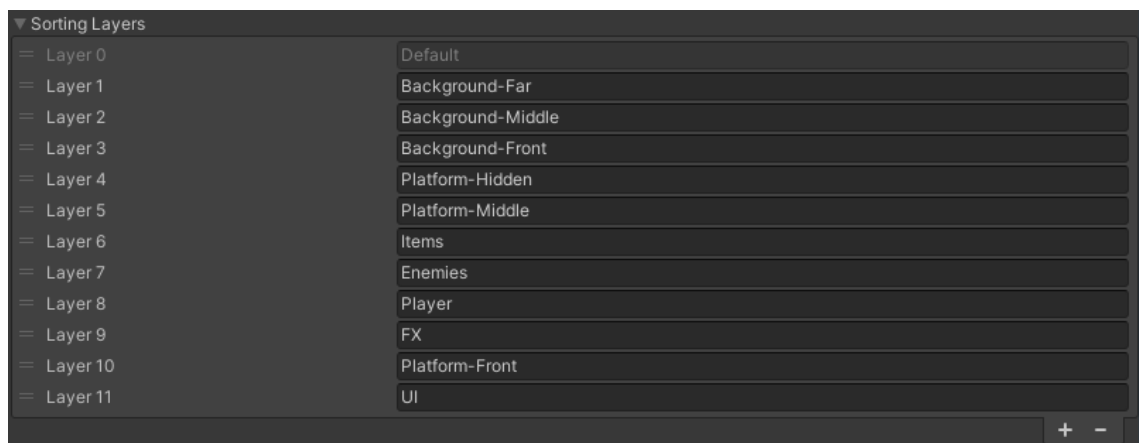 Sorting Layers
Layer 0 Default
Layer 1 Background-Far
Layer 2 Background-Middle
Layer 3 Background-Front
Layer 4 Platform-Hidden
Layer 5 Platform-Middle
Layer 6 Items
Layer 7 Enemies
Layer 8 Player
Layer 9 FX
Layer 10 Platform-Front
Layer 11 UI
+ −